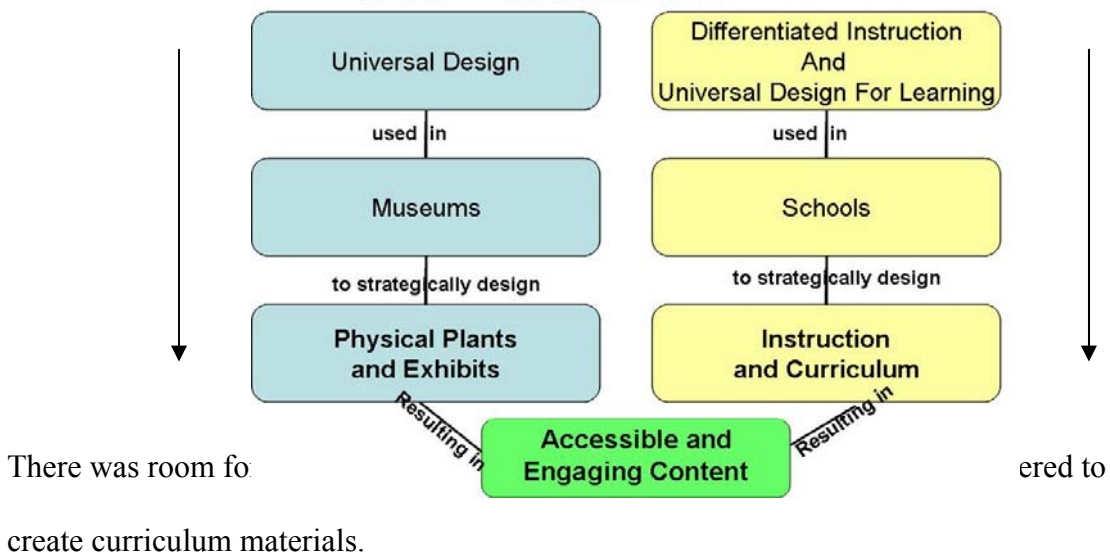 Universal Design
used in
Museums
to strategically design
Physical Plants
and Exhibits
Resulting in
Differentiated Instruction
And
Universal Design For Learning
used in
Schools
to strategically design
Instruction
and Curriculum
Resulting in
Accessible and
Engaging Content
There was room ered to
create curriculum materials.